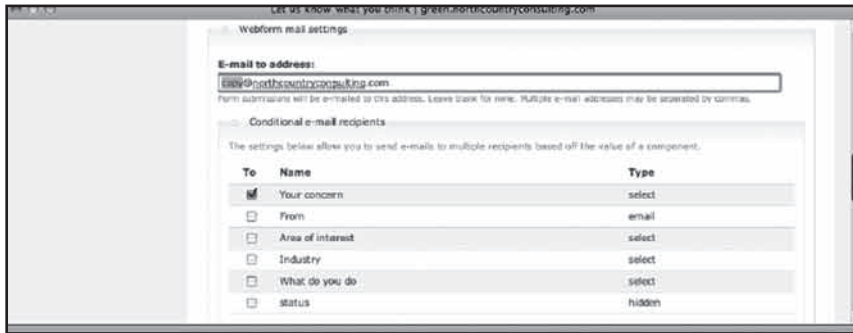 Let us know what you think | green.northcountryconsulting.com
Webform mail settings
E-mail to address:
copy@northcountryconsulting.com
Form submissions will be e-mailed to this address. Leave blank for none. Multiple e-mail addresses may be separated by commas.
Conditional e-mail recipients
The settings below allow you to send e-mails to multiple recipients based off the value of a component.
To Name Type
Your concern select
From email
Area of interest select
Industry select
What do you do select
status hidden